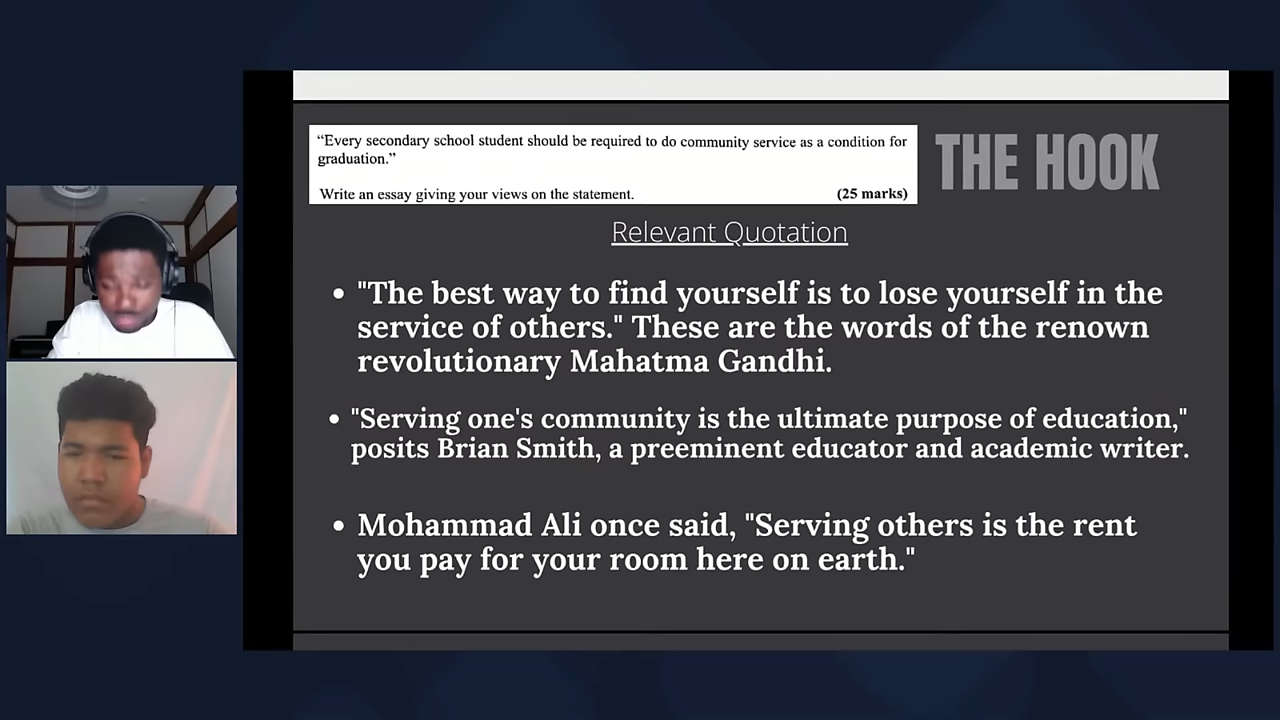 “Every secondary school student should be required to do community service as a condition for
graduation.”
Write an essay giving your views on the statement. (25 marks)
THE HOOK
Relevant Quotation
• "The best way to find yourself is to lose yourself in the
service of others." These are the words of the renown
revolutionary Mahatma Gandhi.
• "Serving one's community is the ultimate purpose of education,"
posits Brian Smith, a preeminent educator and academic writer.
• Mohammad Ali once said, "Serving others is the rent
you pay for your room here on earth."